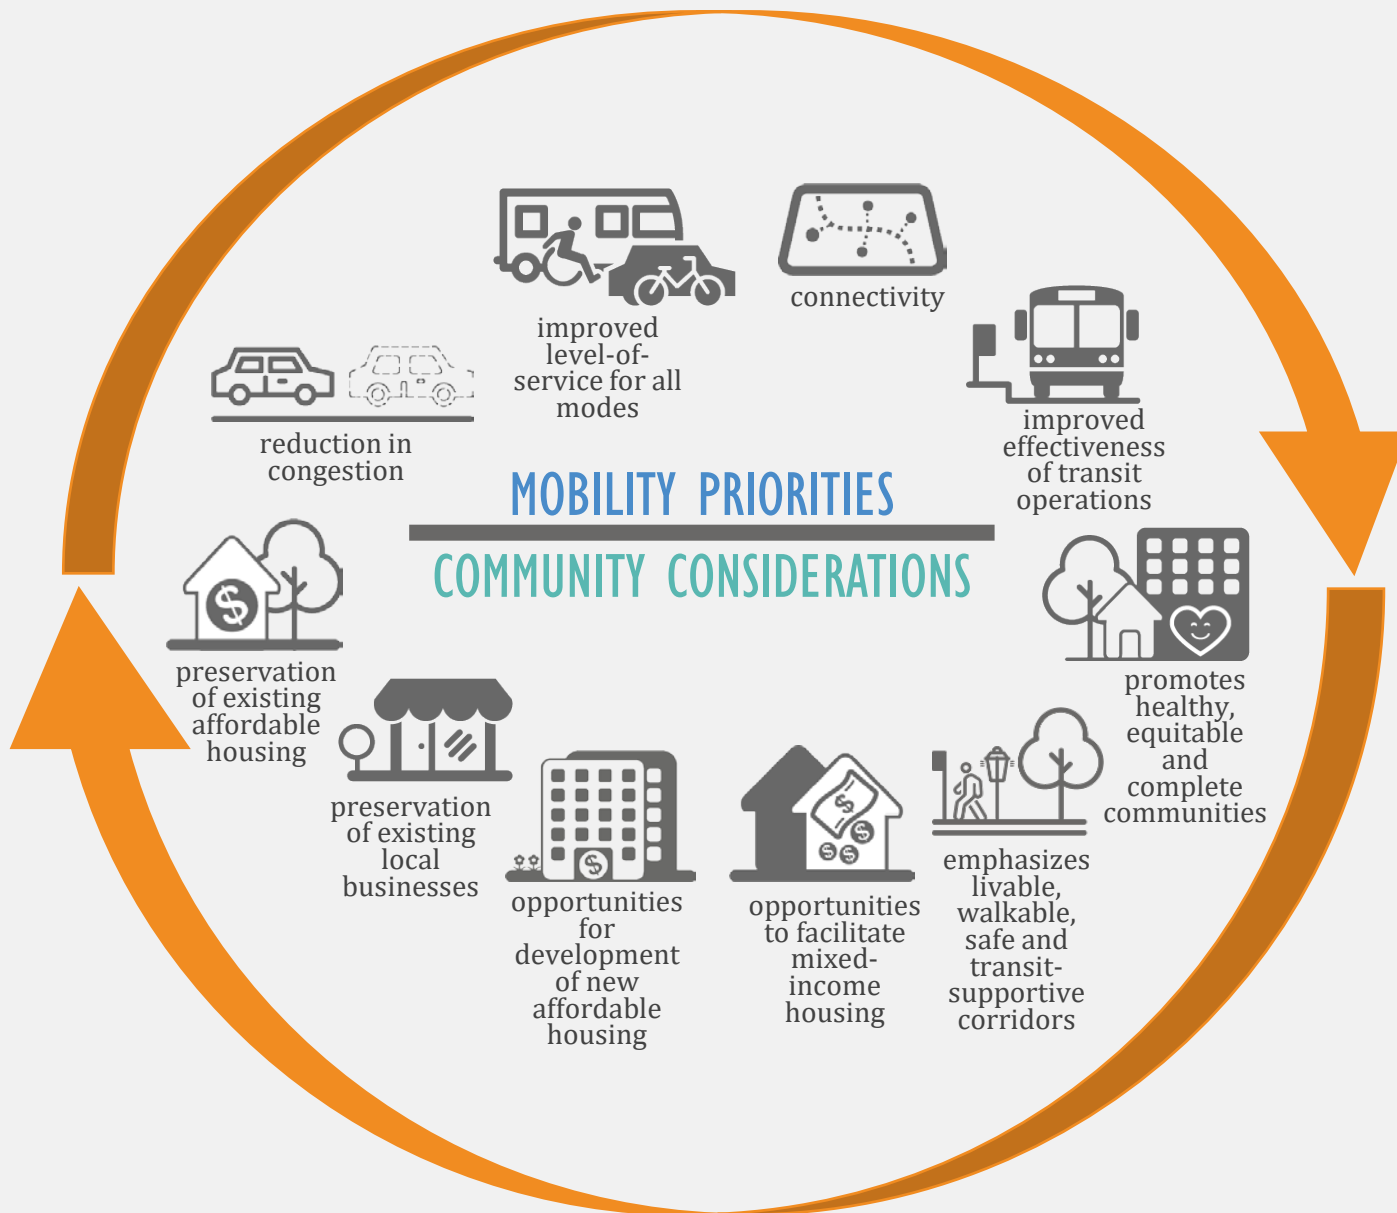 improved
level-of-
service for all
modes
connectivity
reduction in
congestion
improved
effectiveness
of transit
operations
MOBILITY PRIORITIES
COMMUNITY CONSIDERATIONS
$
preservation
of existing
affordable
housing
preservation
of existing
local
businesses
$
opportunities
for
development
of new
affordable
housing
$
$
$ $
opportunities
to facilitate
mixed-
income
housing
emphasizes
livable,
walkable,
safe and
transit-
supportive
corridors
promotes
healthy,
equitable
and
complete
communities